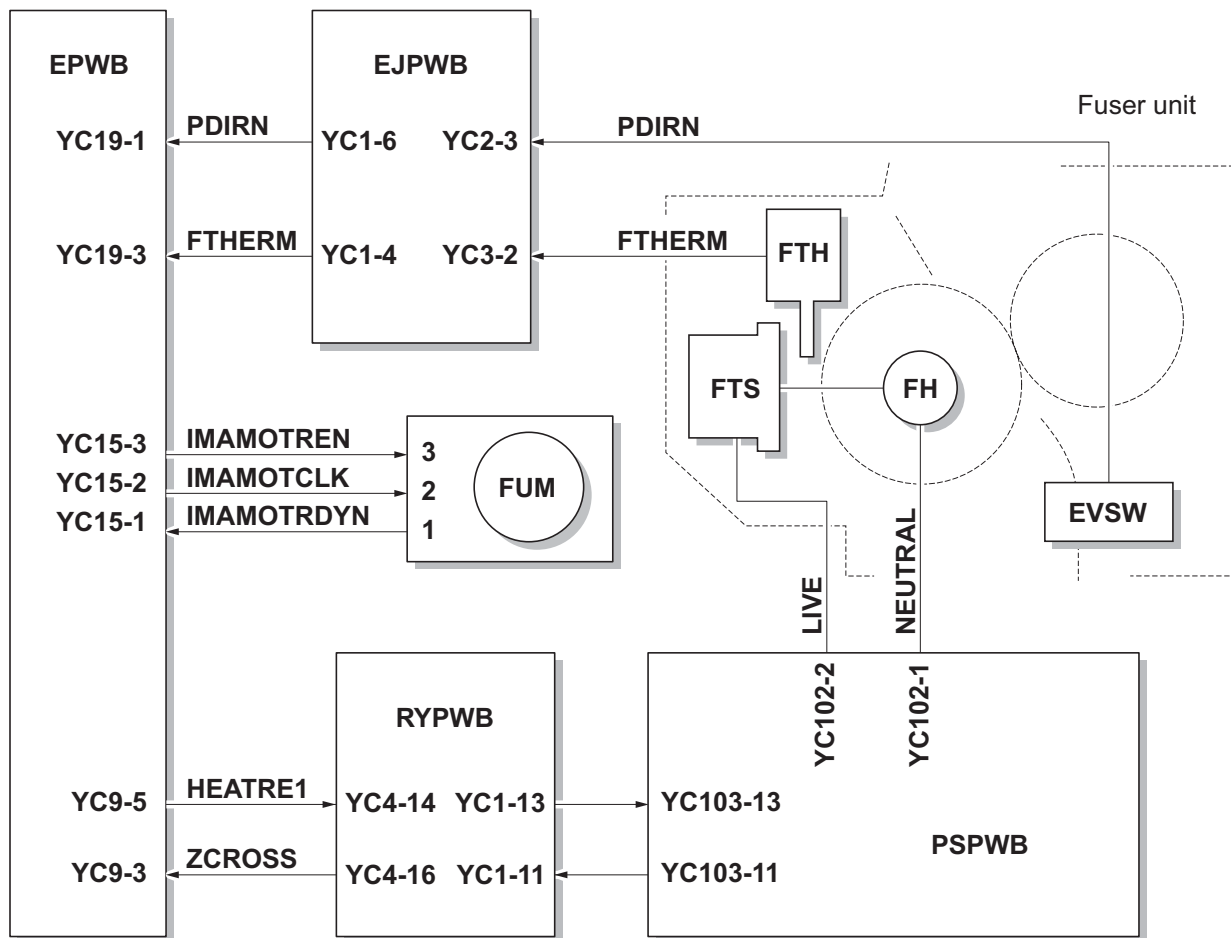 EPWB
EJPWB
Fuser unit
YC19-1
PDIRN
YC1-6
YC2-3
PDIRN
YC19-3
FTHERM
YC1-4
YC3-2
FTHERM
FTH
FTS
FH
EVSW
YC15-3
IMAMOTREN
3
YC15-2
IMAMOTCLK
2
YC15-1
IMAMOTRDYN
1
FUM
LIVE
NEUTRAL
YC102-2
YC102-1
RYPWB
PSPWB
YC9-5
HEATRE1
YC4-14
YC1-13
YC103-13
YC9-3
ZCROSS
YC4-16
YC1-11
YC103-11